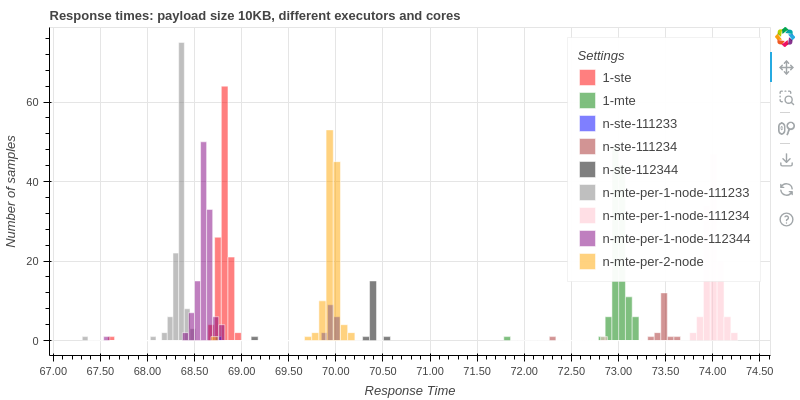 Response times: payload size 10KB, different executors and cores
Settings
1-ste
1-mte
n-ste-111233
n-ste-111234
n-ste-112344
n-mte-per-1-node-111233
n-mte-per-1-node-111234
n-mte-per-1-node-112344
n-mte-per-2-node
Number of samples
60
40
20
0
67.00 67.50 68.00 68.50 69.00 69.50 70.00 70.50 71.00 71.50 72.00 72.50 73.00 73.50 74.00 74.50
Response Time